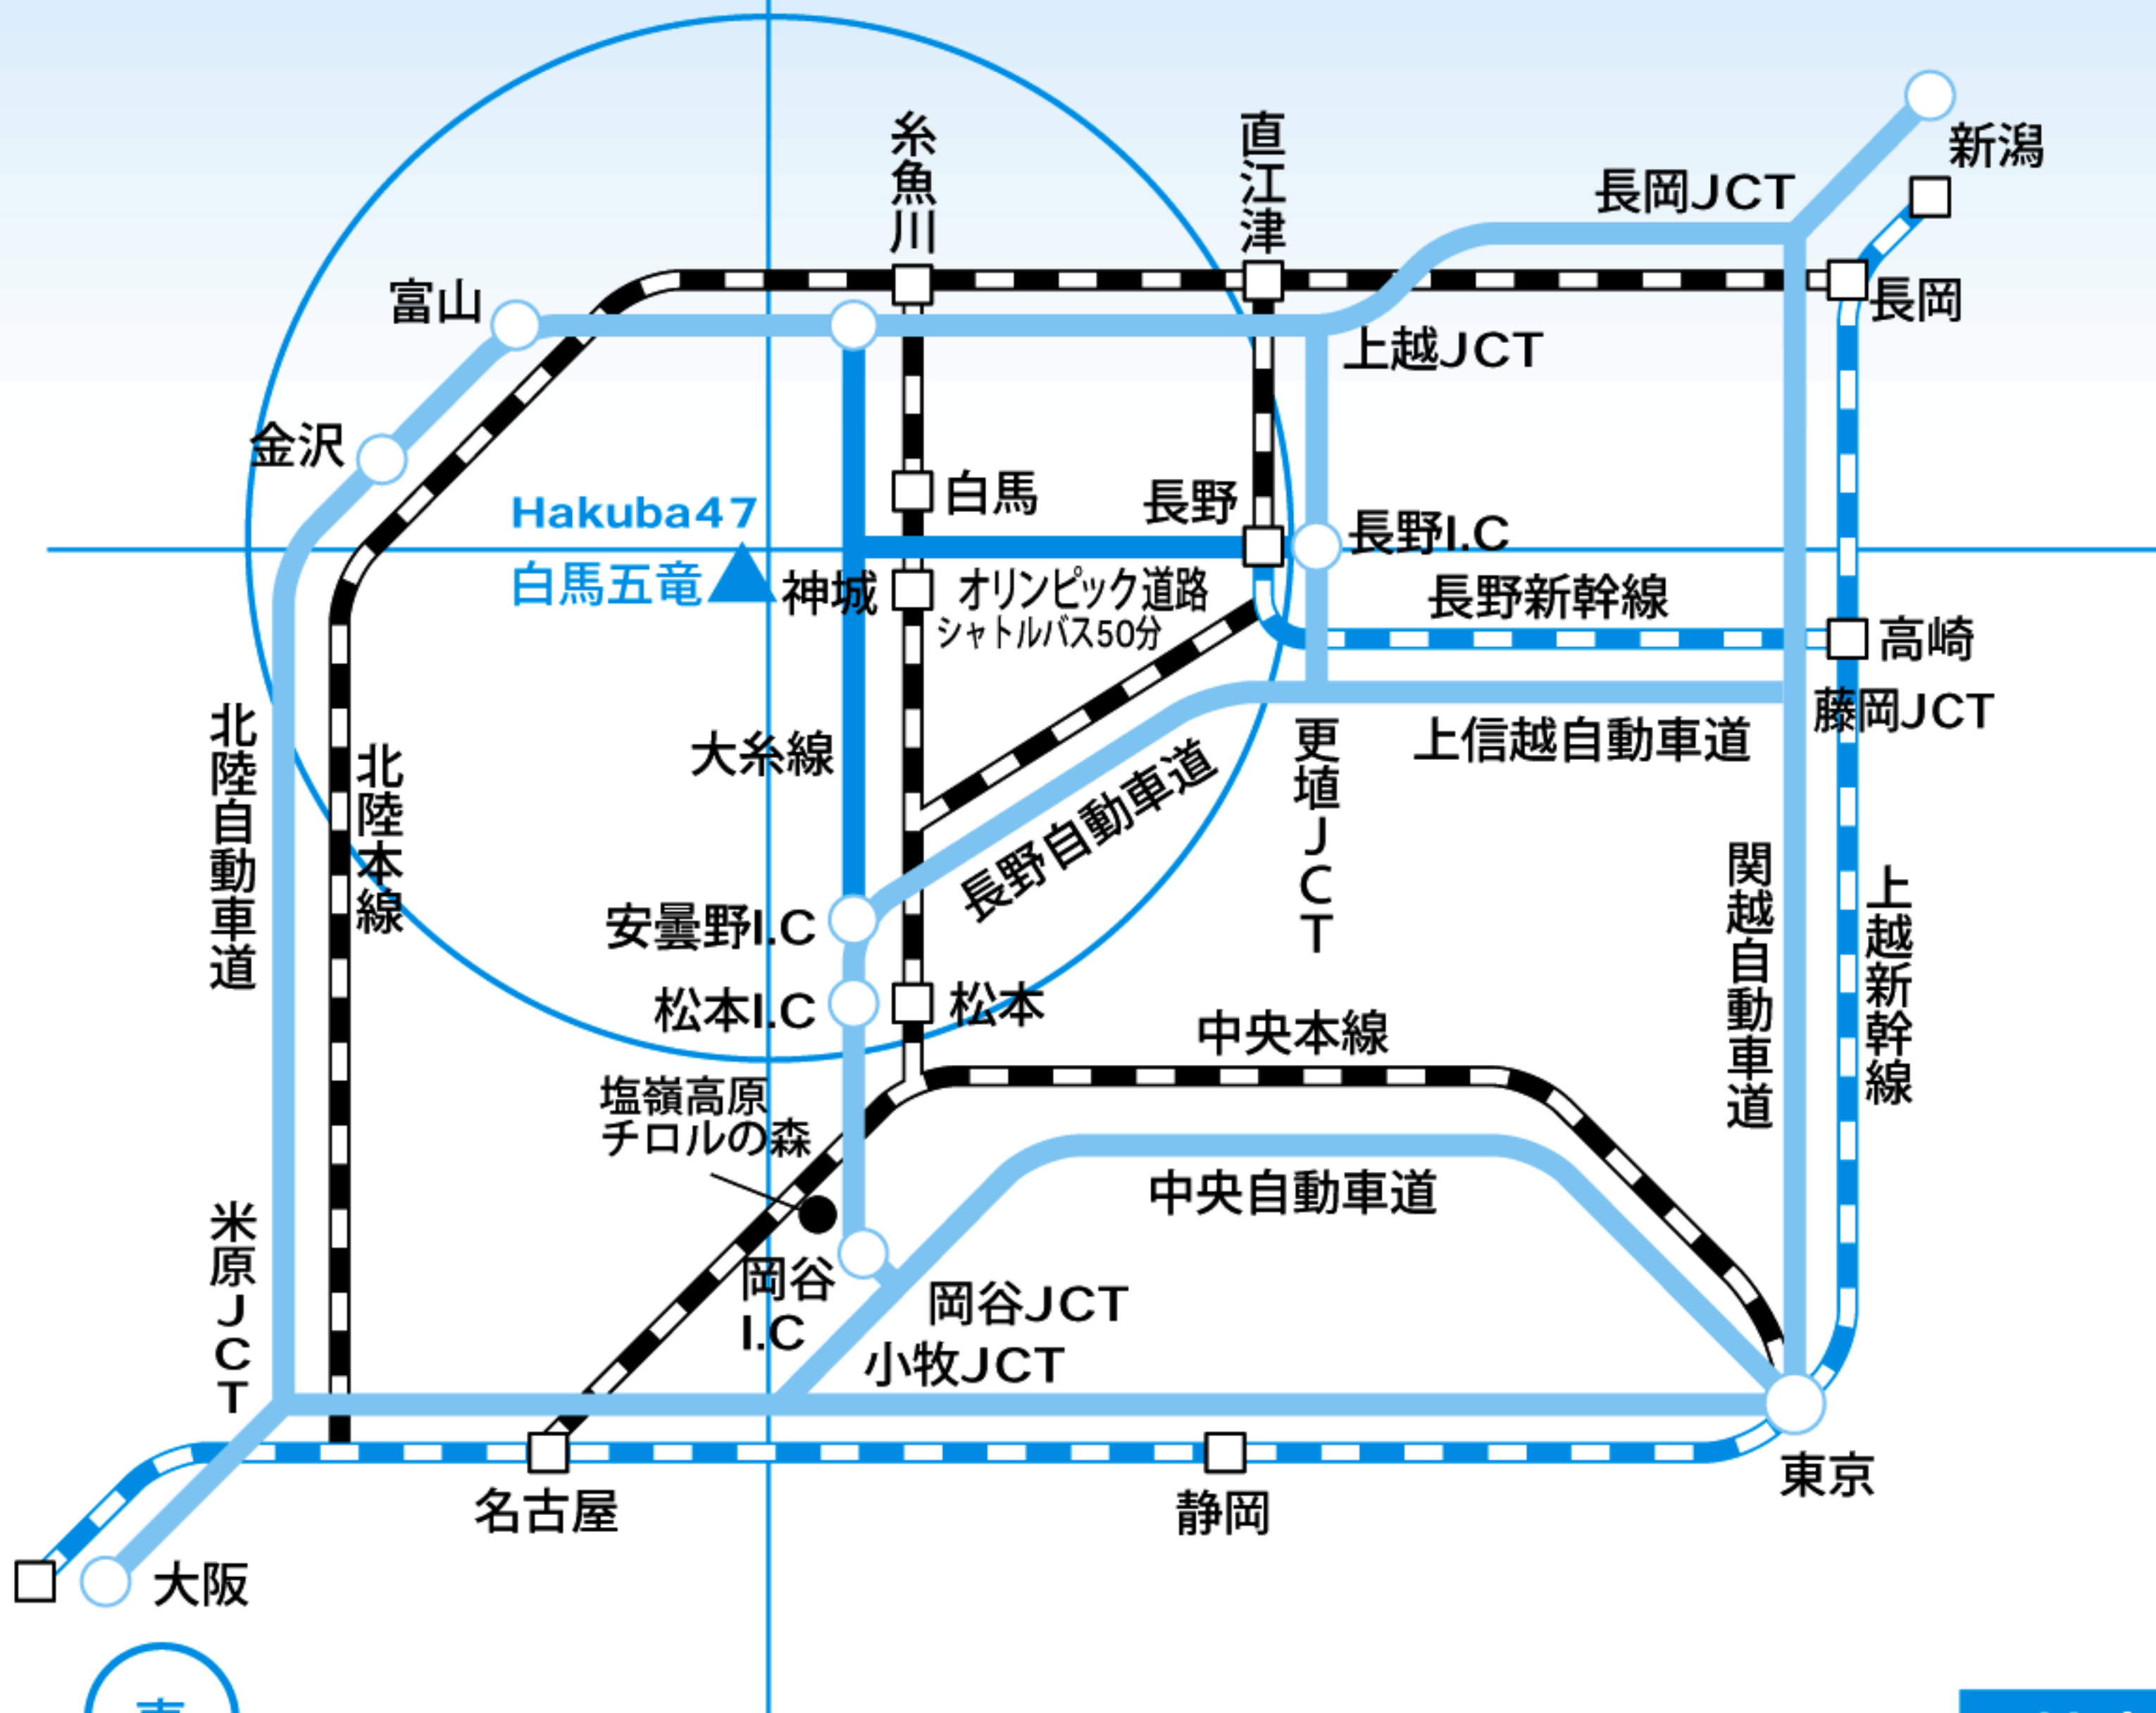 糸魚川
直江津
新潟
長岡JCT
富山
長岡
上越JCT
金沢
白馬
長野
Hakuba47
長野I.C
白馬五竜
神城
オリンピック道路
シャトルバス50分
長野新幹線
高崎
藤岡JCT
上信越自動車道
更埴JCT
北陸自動車道
北陸本線
大糸線
長野自動車道
関越自動車道
上越新幹線
安曇野I.C
松本I.C
松本
中央本線
塩嶺高原
チロルの森
中央自動車道
米原JCT
岡谷
I.C
岡谷JCT
小牧JCT
東京
名古屋
静岡
大阪